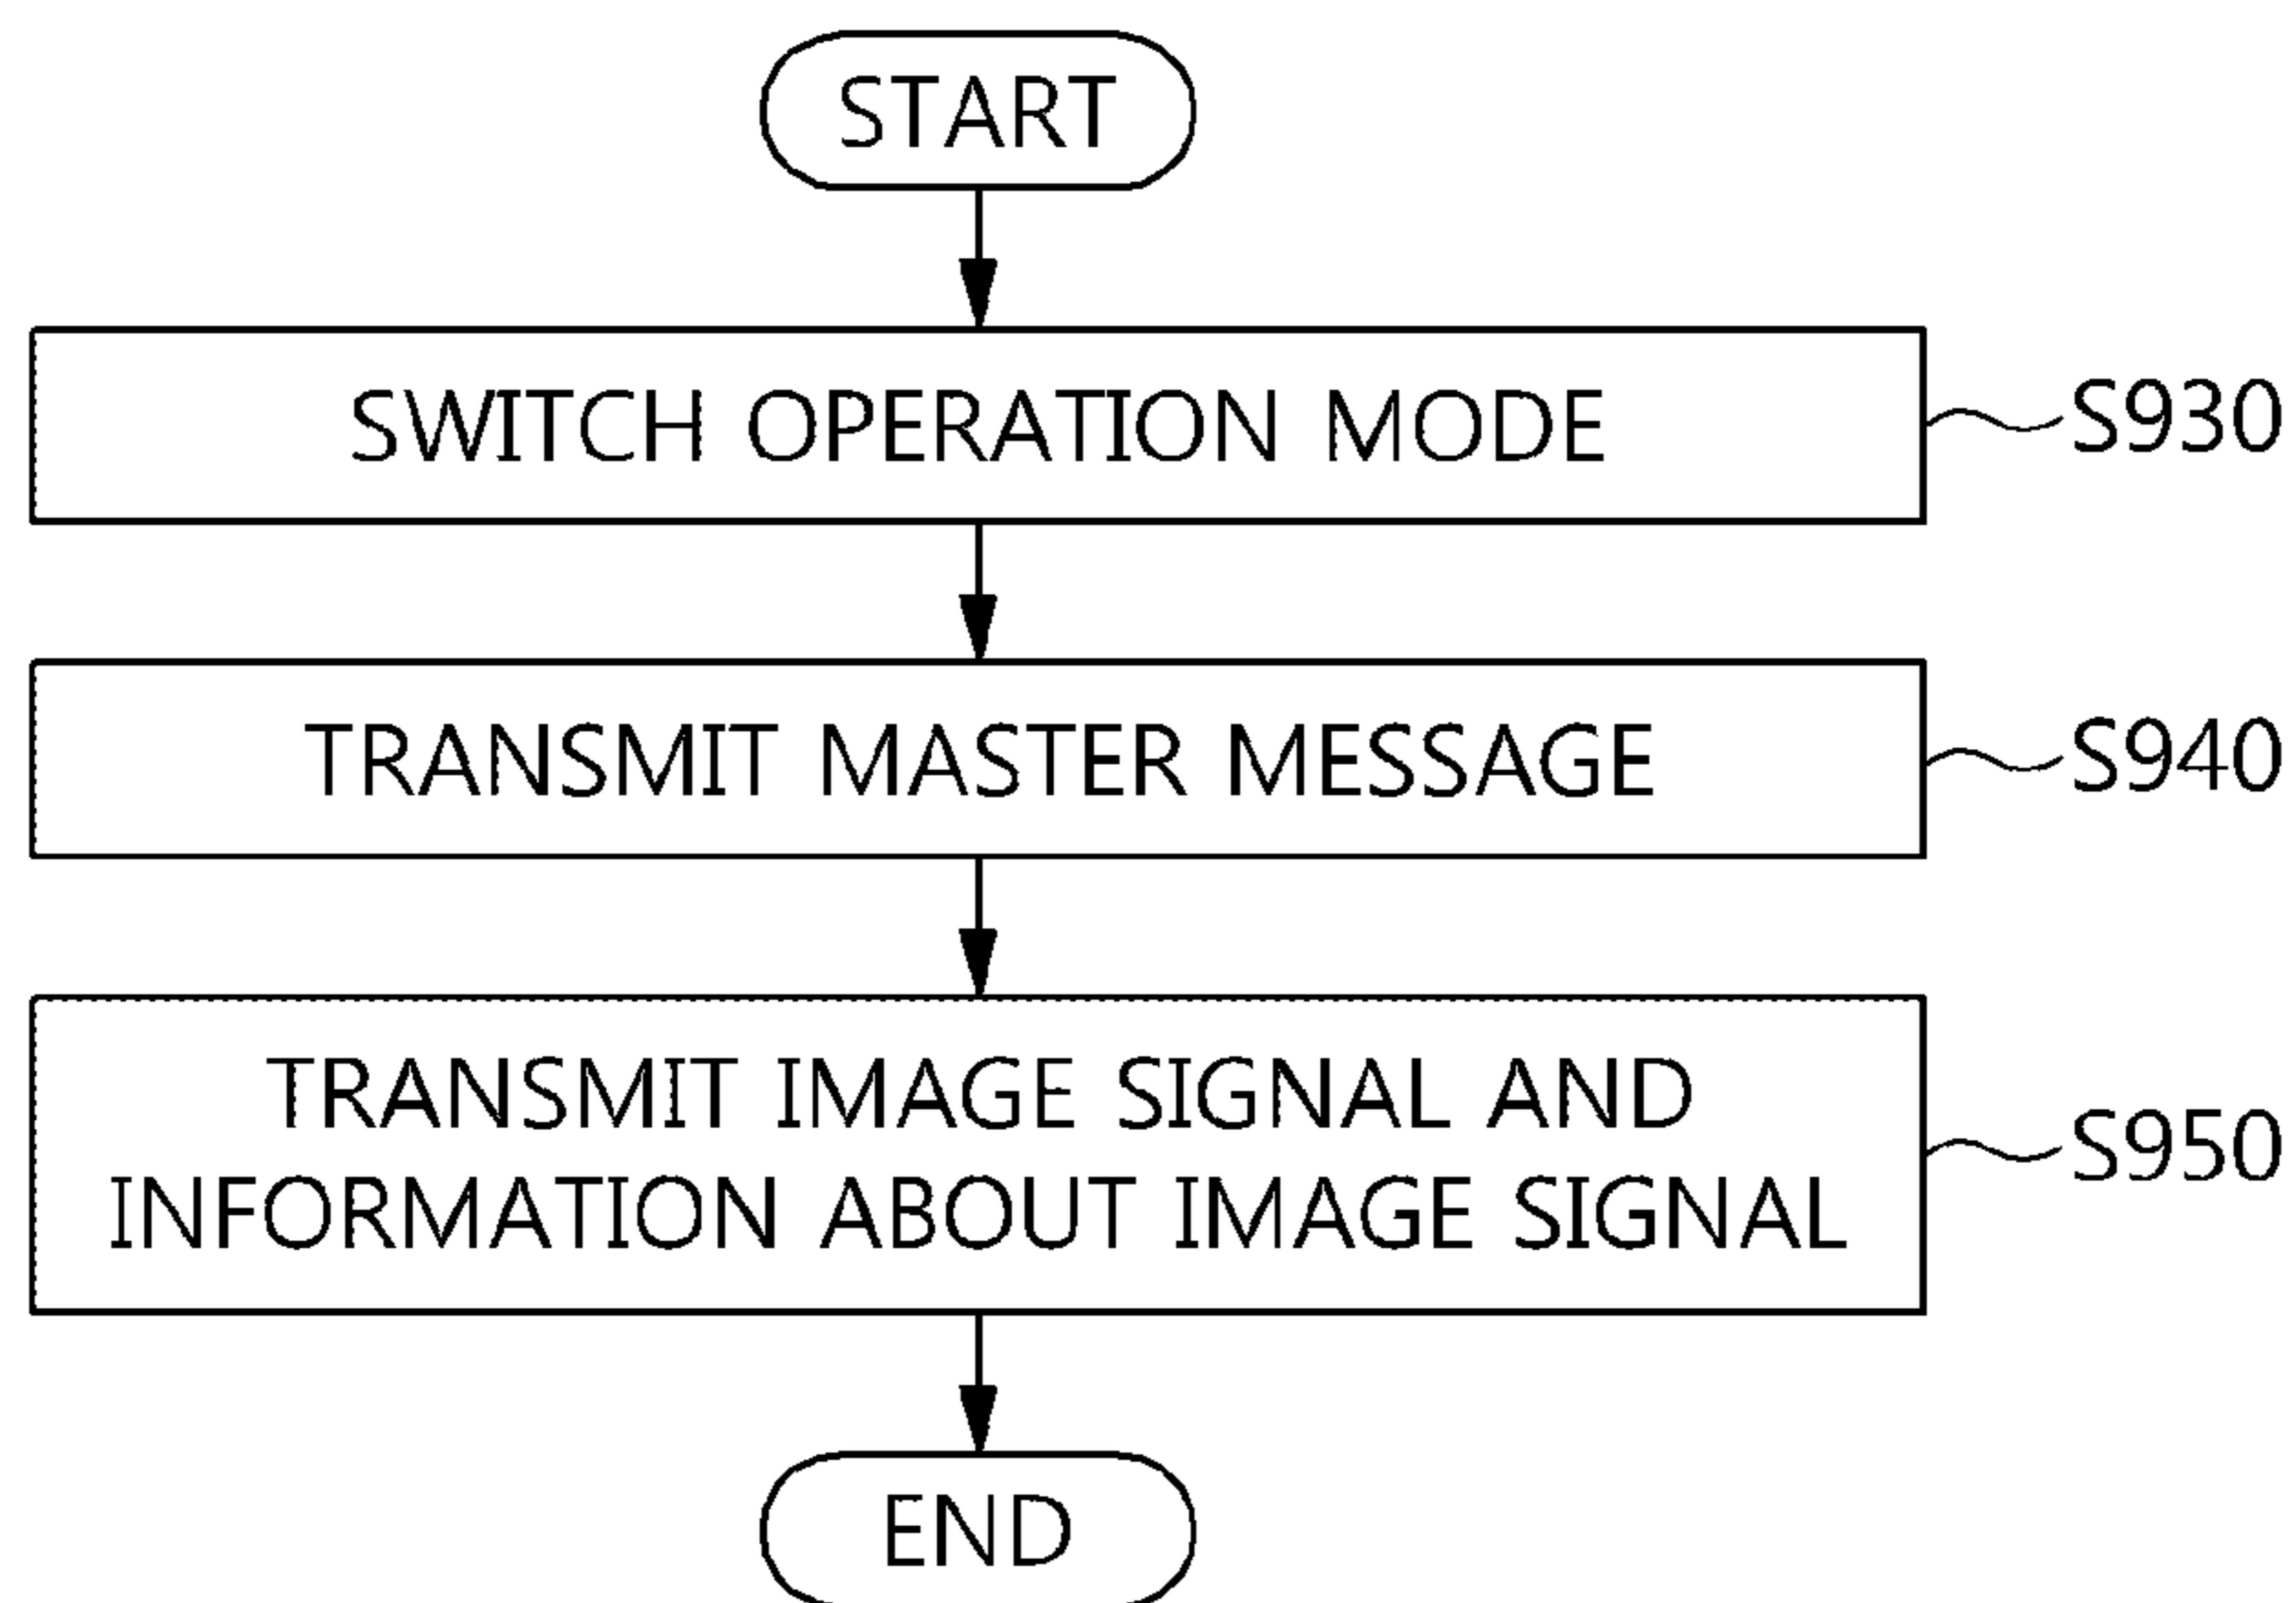 START
SWITCH OPERATION MODE
S930
TRANSMIT MASTER MESSAGE
S940
TRANSMIT IMAGE SIGNAL AND
INFORMATION ABOUT IMAGE SIGNAL
S950
END